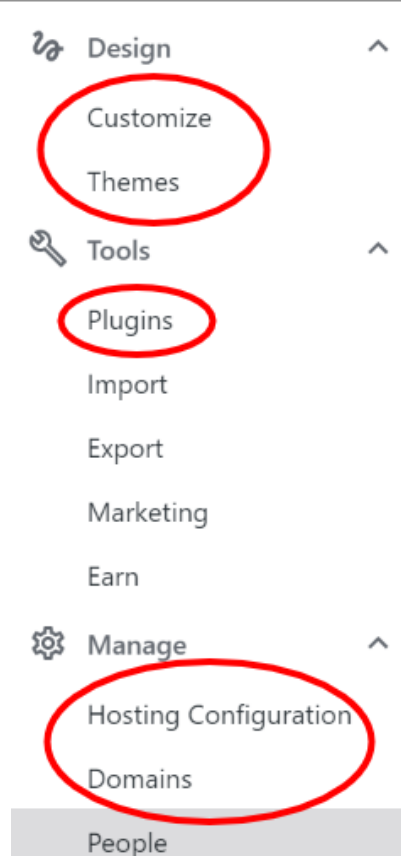 Design
Customize
Themes
Tools
Plugins
Import
Export
Marketing
Earn
Manage
Hosting Configuration
Domains
People